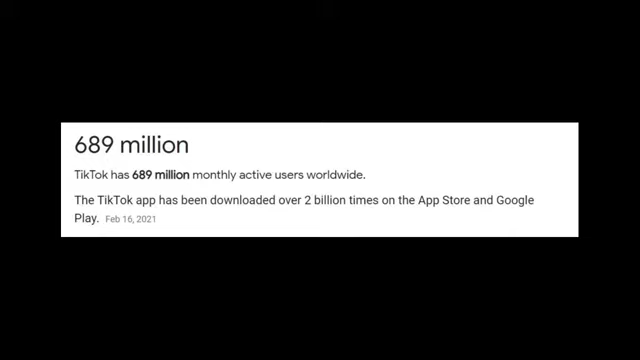 689 million
TikTok has 689 million monthly active users worldwide.
The TikTok app has been downloaded over 2 billion times on the App Store and Google
Play. Feb 16, 2021